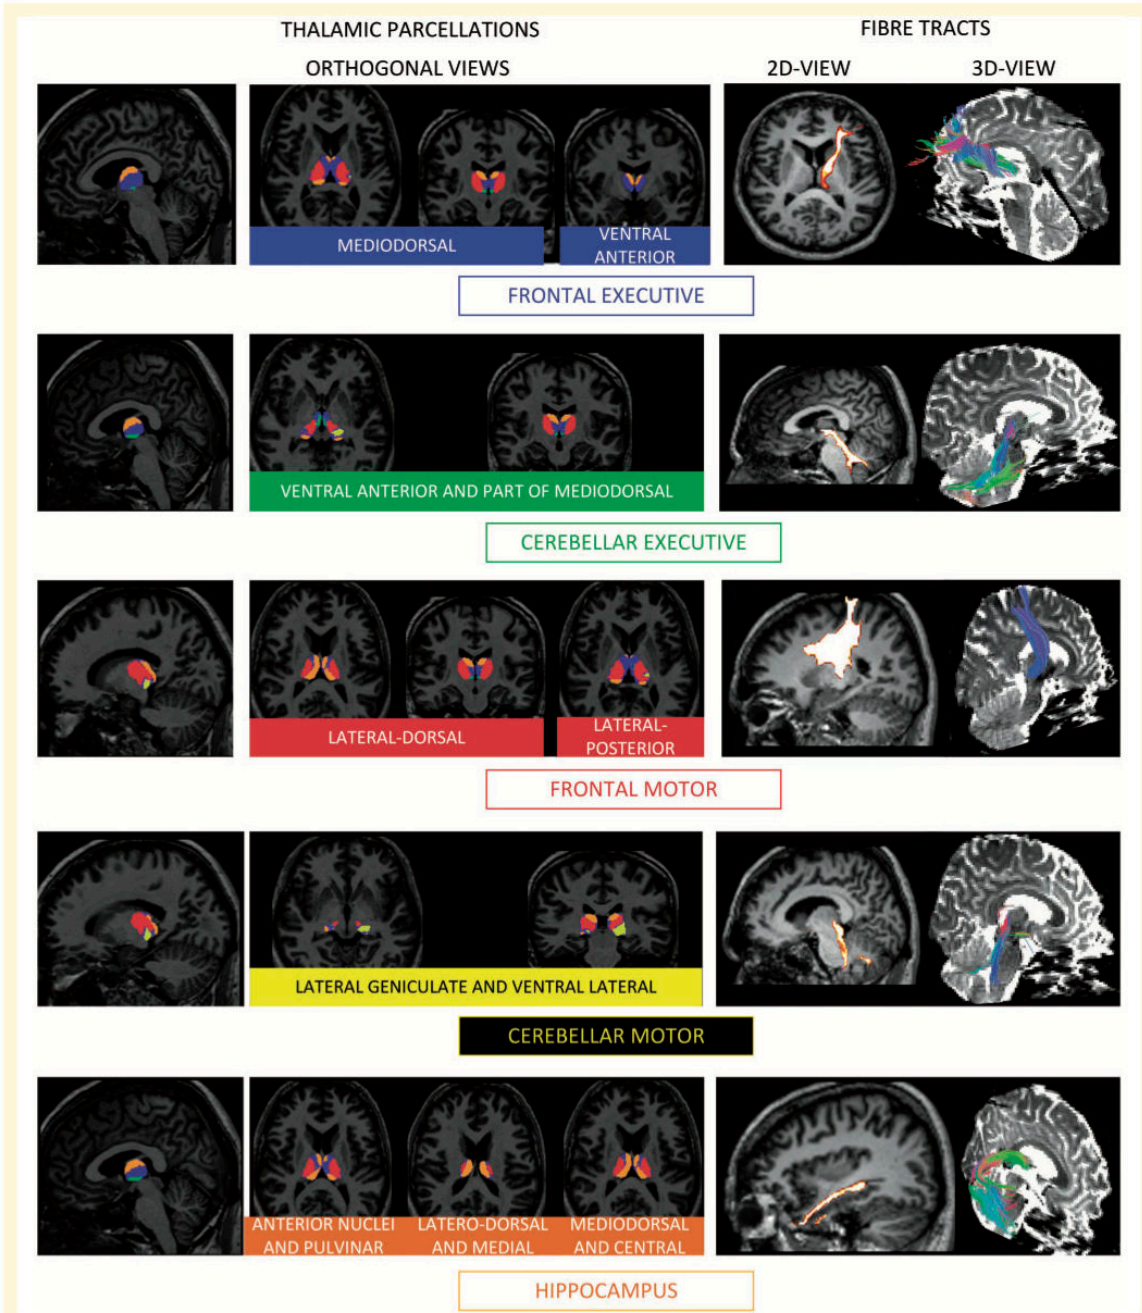 THALAMIC PARCELLATIONS
FIBRE TRACTS
ORTHOGONAL VIEWS
2D-VIEW
3D-VIEW
MEDIODORSAL
VENTRAL
ANTERIOR
FRONTAL EXECUTIVE
VENTRAL ANTERIOR AND PART OF MEDIODORSAL
CEREBELLAR EXECUTIVE
LATERAL-DORSAL
LATERAL-
POSTERIOR
FRONTAL MOTOR
LATERAL GENICULATE AND VENTRAL LATERAL
CEREBELLAR MOTOR
ANTERIOR NUCLEI
AND PULVINAR
LATERO-DORSAL
AND MEDIAL
MEDIODORSAL
AND CENTRAL
HIPPOCAMPUS